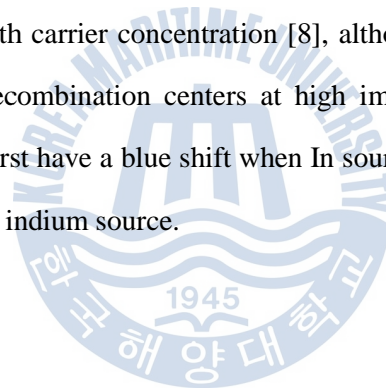 th carrier concentration [8], altho
ecombination centers at high im
rst have a blue shift when In sour
indium source.
KOREA MARITIME UNIVERSITY
1945
한국해양대학교